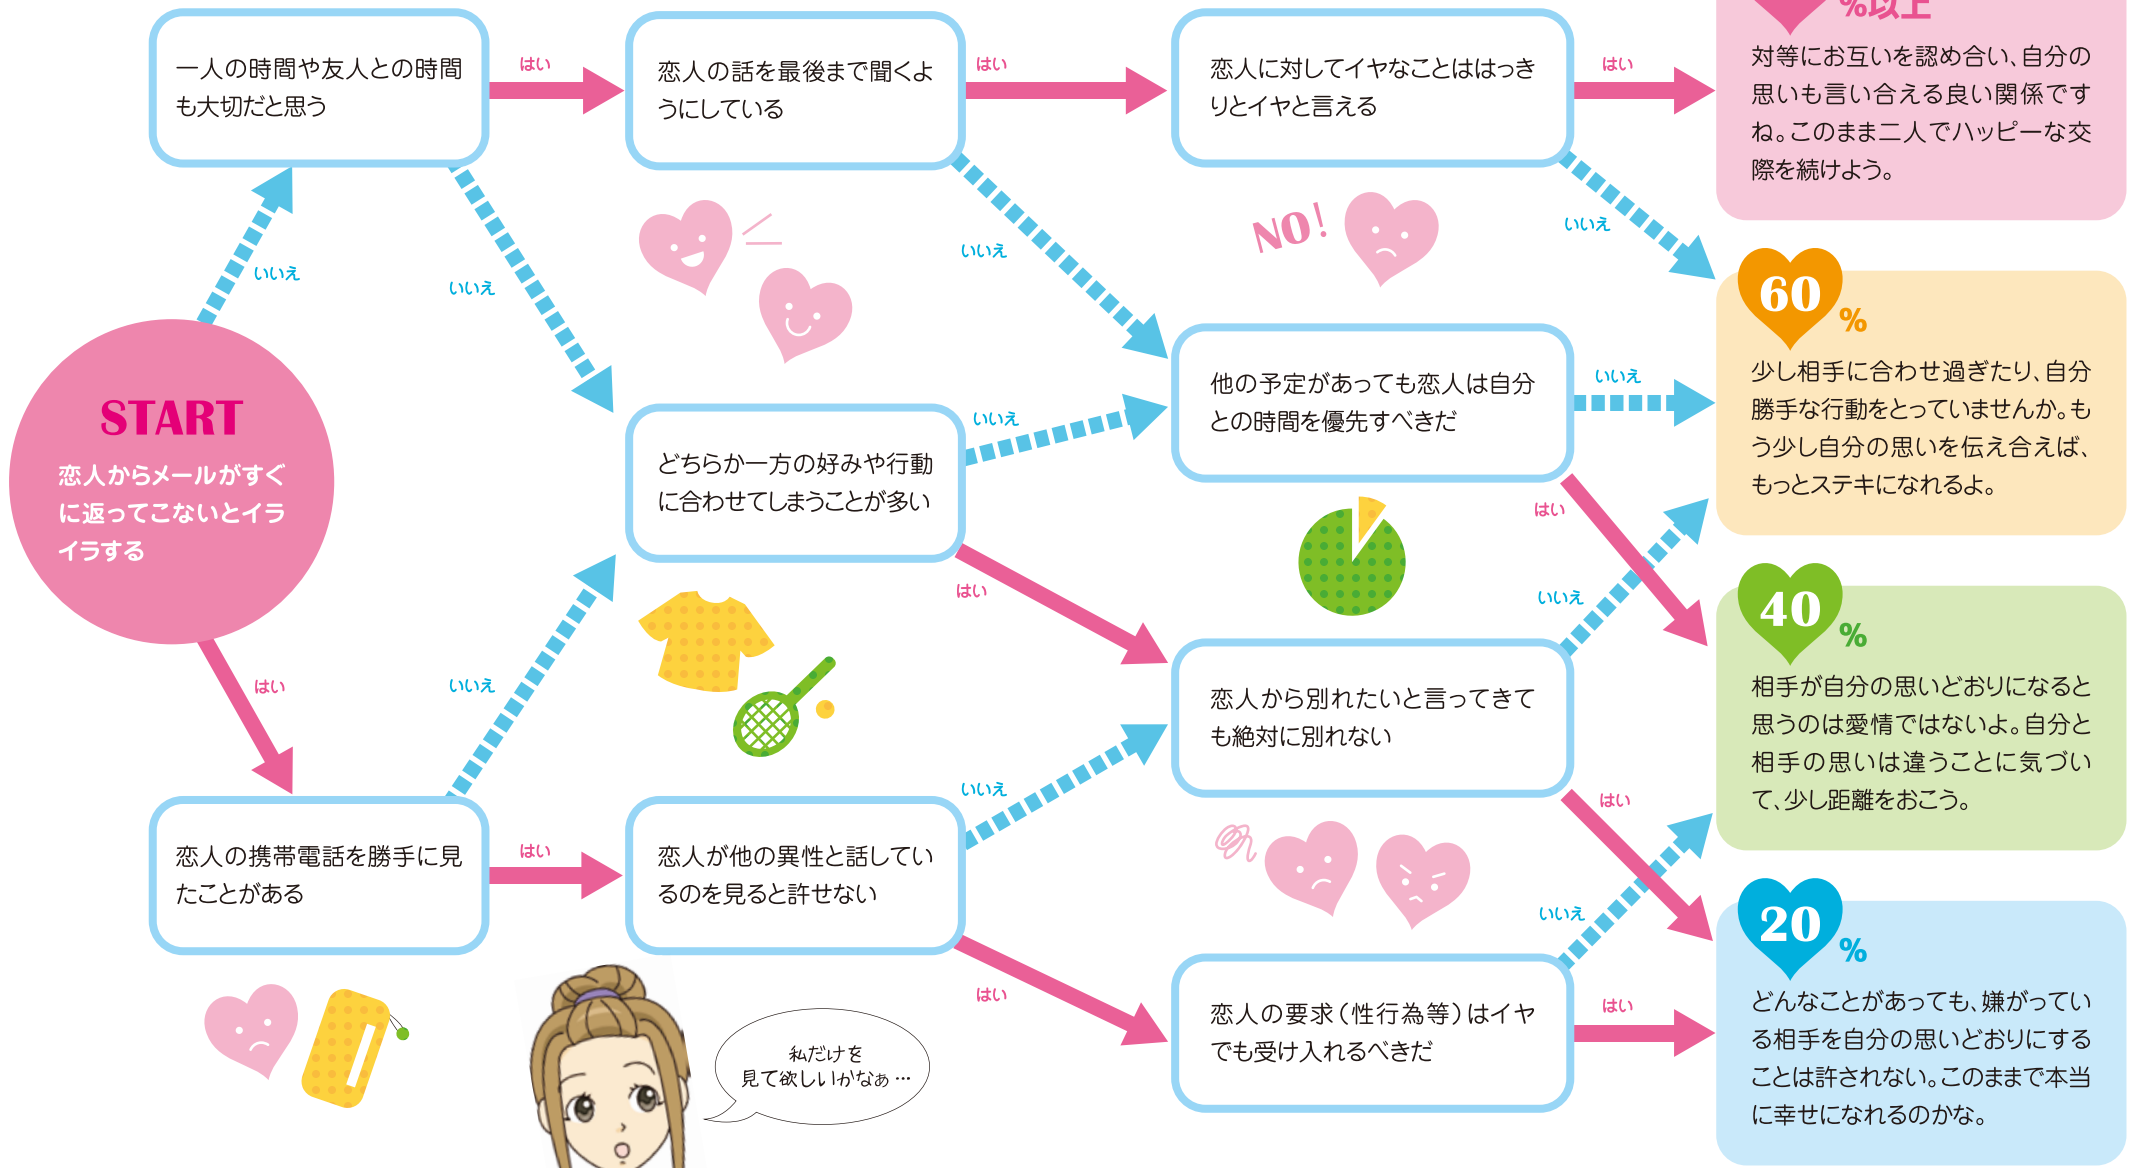 START
恋人からメールがすぐ
に返ってこないとイラ
イラする
いいえ
はい
一人の時間や友人との時間
も大切だと思う
はい
いいえ
恋人の携帯電話を勝手に見
たことがある
いいえ
はい
恋人の話を最後まで聞くよ
うにしている
はい
いいえ
どちらか一方の好みや行動
に合わせてしまうことが多い
いいえ
はい
恋人が他の異性と話してい
るのを見ると許せない
いいえ
はい
私だけを
見て欲しいかなぁ…
恋人に対してイヤなことははっき
りとイヤと言える
はい
いいえ
NO!
他の予定があっても恋人は自分
との時間を優先すべきだ
いいえ
はい
恋人から別れたいと言ってきて
も絶対に別れない
いいえ
はい
恋人の要求（性行為等）はイヤ
でも受け入れるべきだ
いいえ
はい
%以上
対等にお互いを認め合い、自分の
思いも言い合える良い関係です
ね。このまま二人でハッピーな交
際を続けよう。
60%
少し相手に合わせ過ぎたり、自分
勝手な行動をとっていませんか。も
う少し自分の思いを伝え合えば、
もっとステキになれるよ。
40%
相手が自分の思いどおりになると
思うのは愛情ではないよ。自分と
相手の思いは違うことに気づい
て、少し距離をおこう。
20%
どんなことがあっても、嫌がってい
る相手を自分の思いどおりにする
ことは許されない。このままで本当
に幸せになれるのかな。